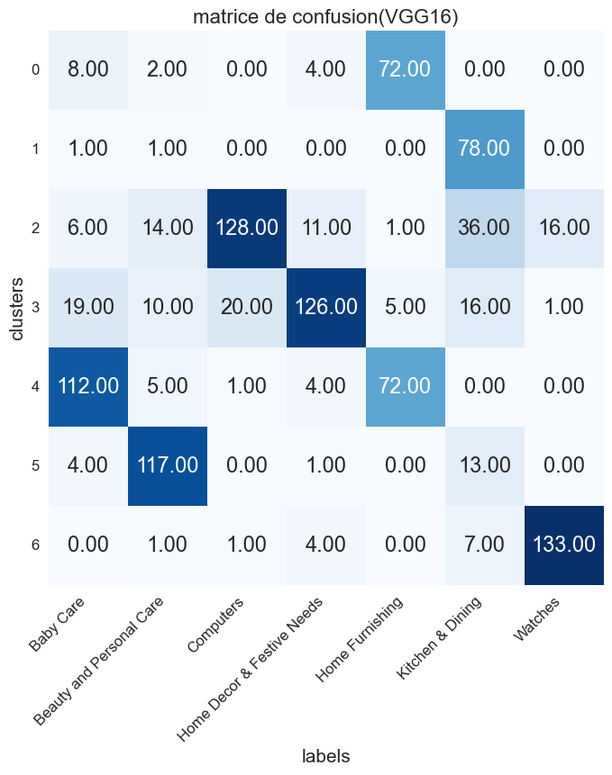 matrice de confusion(VGG16)
0 8.00 2.00 0.00 4.00 72.00 0.00 0.00
1 1.00 1.00 0.00 0.00 0.00 78.00 0.00
2 6.00 14.00 128.00 11.00 1.00 36.00 16.00
3 19.00 10.00 20.00 126.00 5.00 16.00 1.00
4 112.00 5.00 1.00 4.00 72.00 0.00 0.00
5 4.00 117.00 0.00 1.00 0.00 13.00 0.00
6 0.00 1.00 1.00 4.00 0.00 7.00 133.00
clusters
Baby Care
Beauty and Personal Care
Computers
Home Decor & Festive Needs
Home Furnishing
Kitchen & Dining
Watches
labels